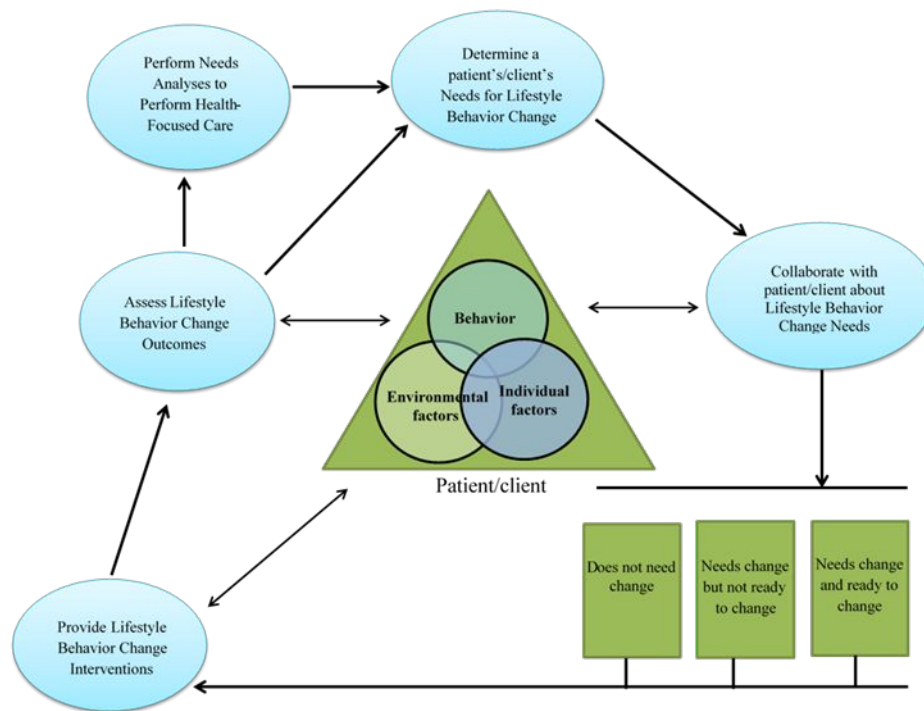 Perform Needs
Analyses to
Perform Health-
Focused Care
Determine a
patient's/client's
Needs for Lifestyle
Behavior Change
Collaborate with
patient/client about
Lifestyle Behavior
Change Needs
Assess Lifestyle
Behavior Change
Outcomes
Behavior
Environmental
factors
Individual
factors
Patient/client
Does not need
change
Needs change
but not ready
to change
Needs change
and ready to
change
Provide Lifestyle
Behavior Change
Interventions